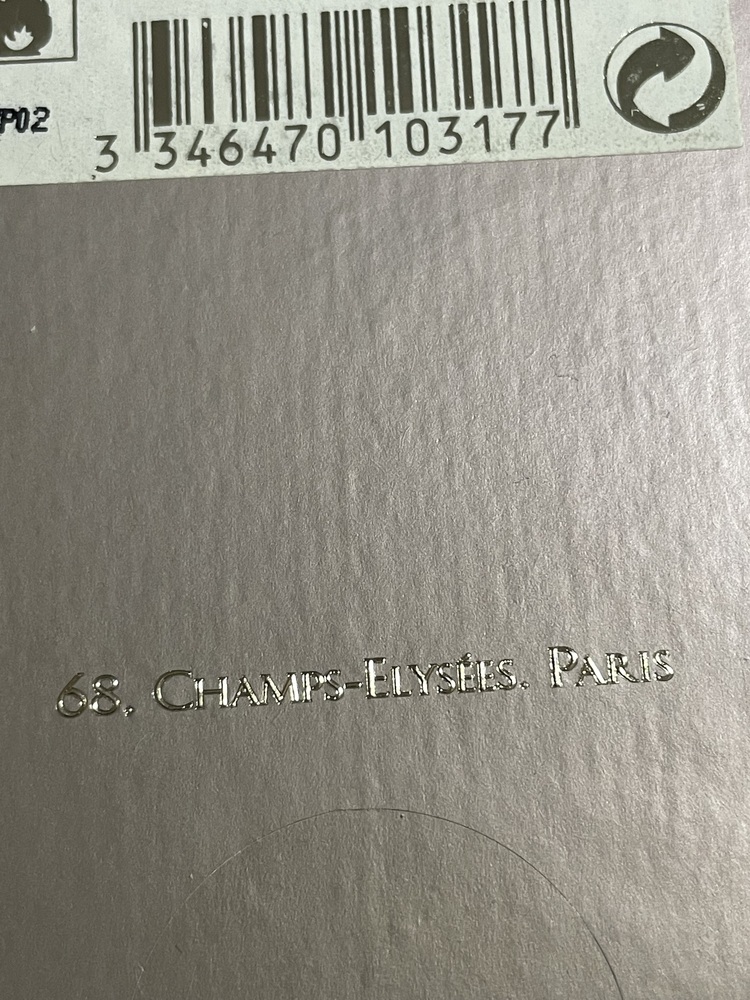 P02
3 346470 103177
68, CHAMPS-ELYSÉES. PARIS